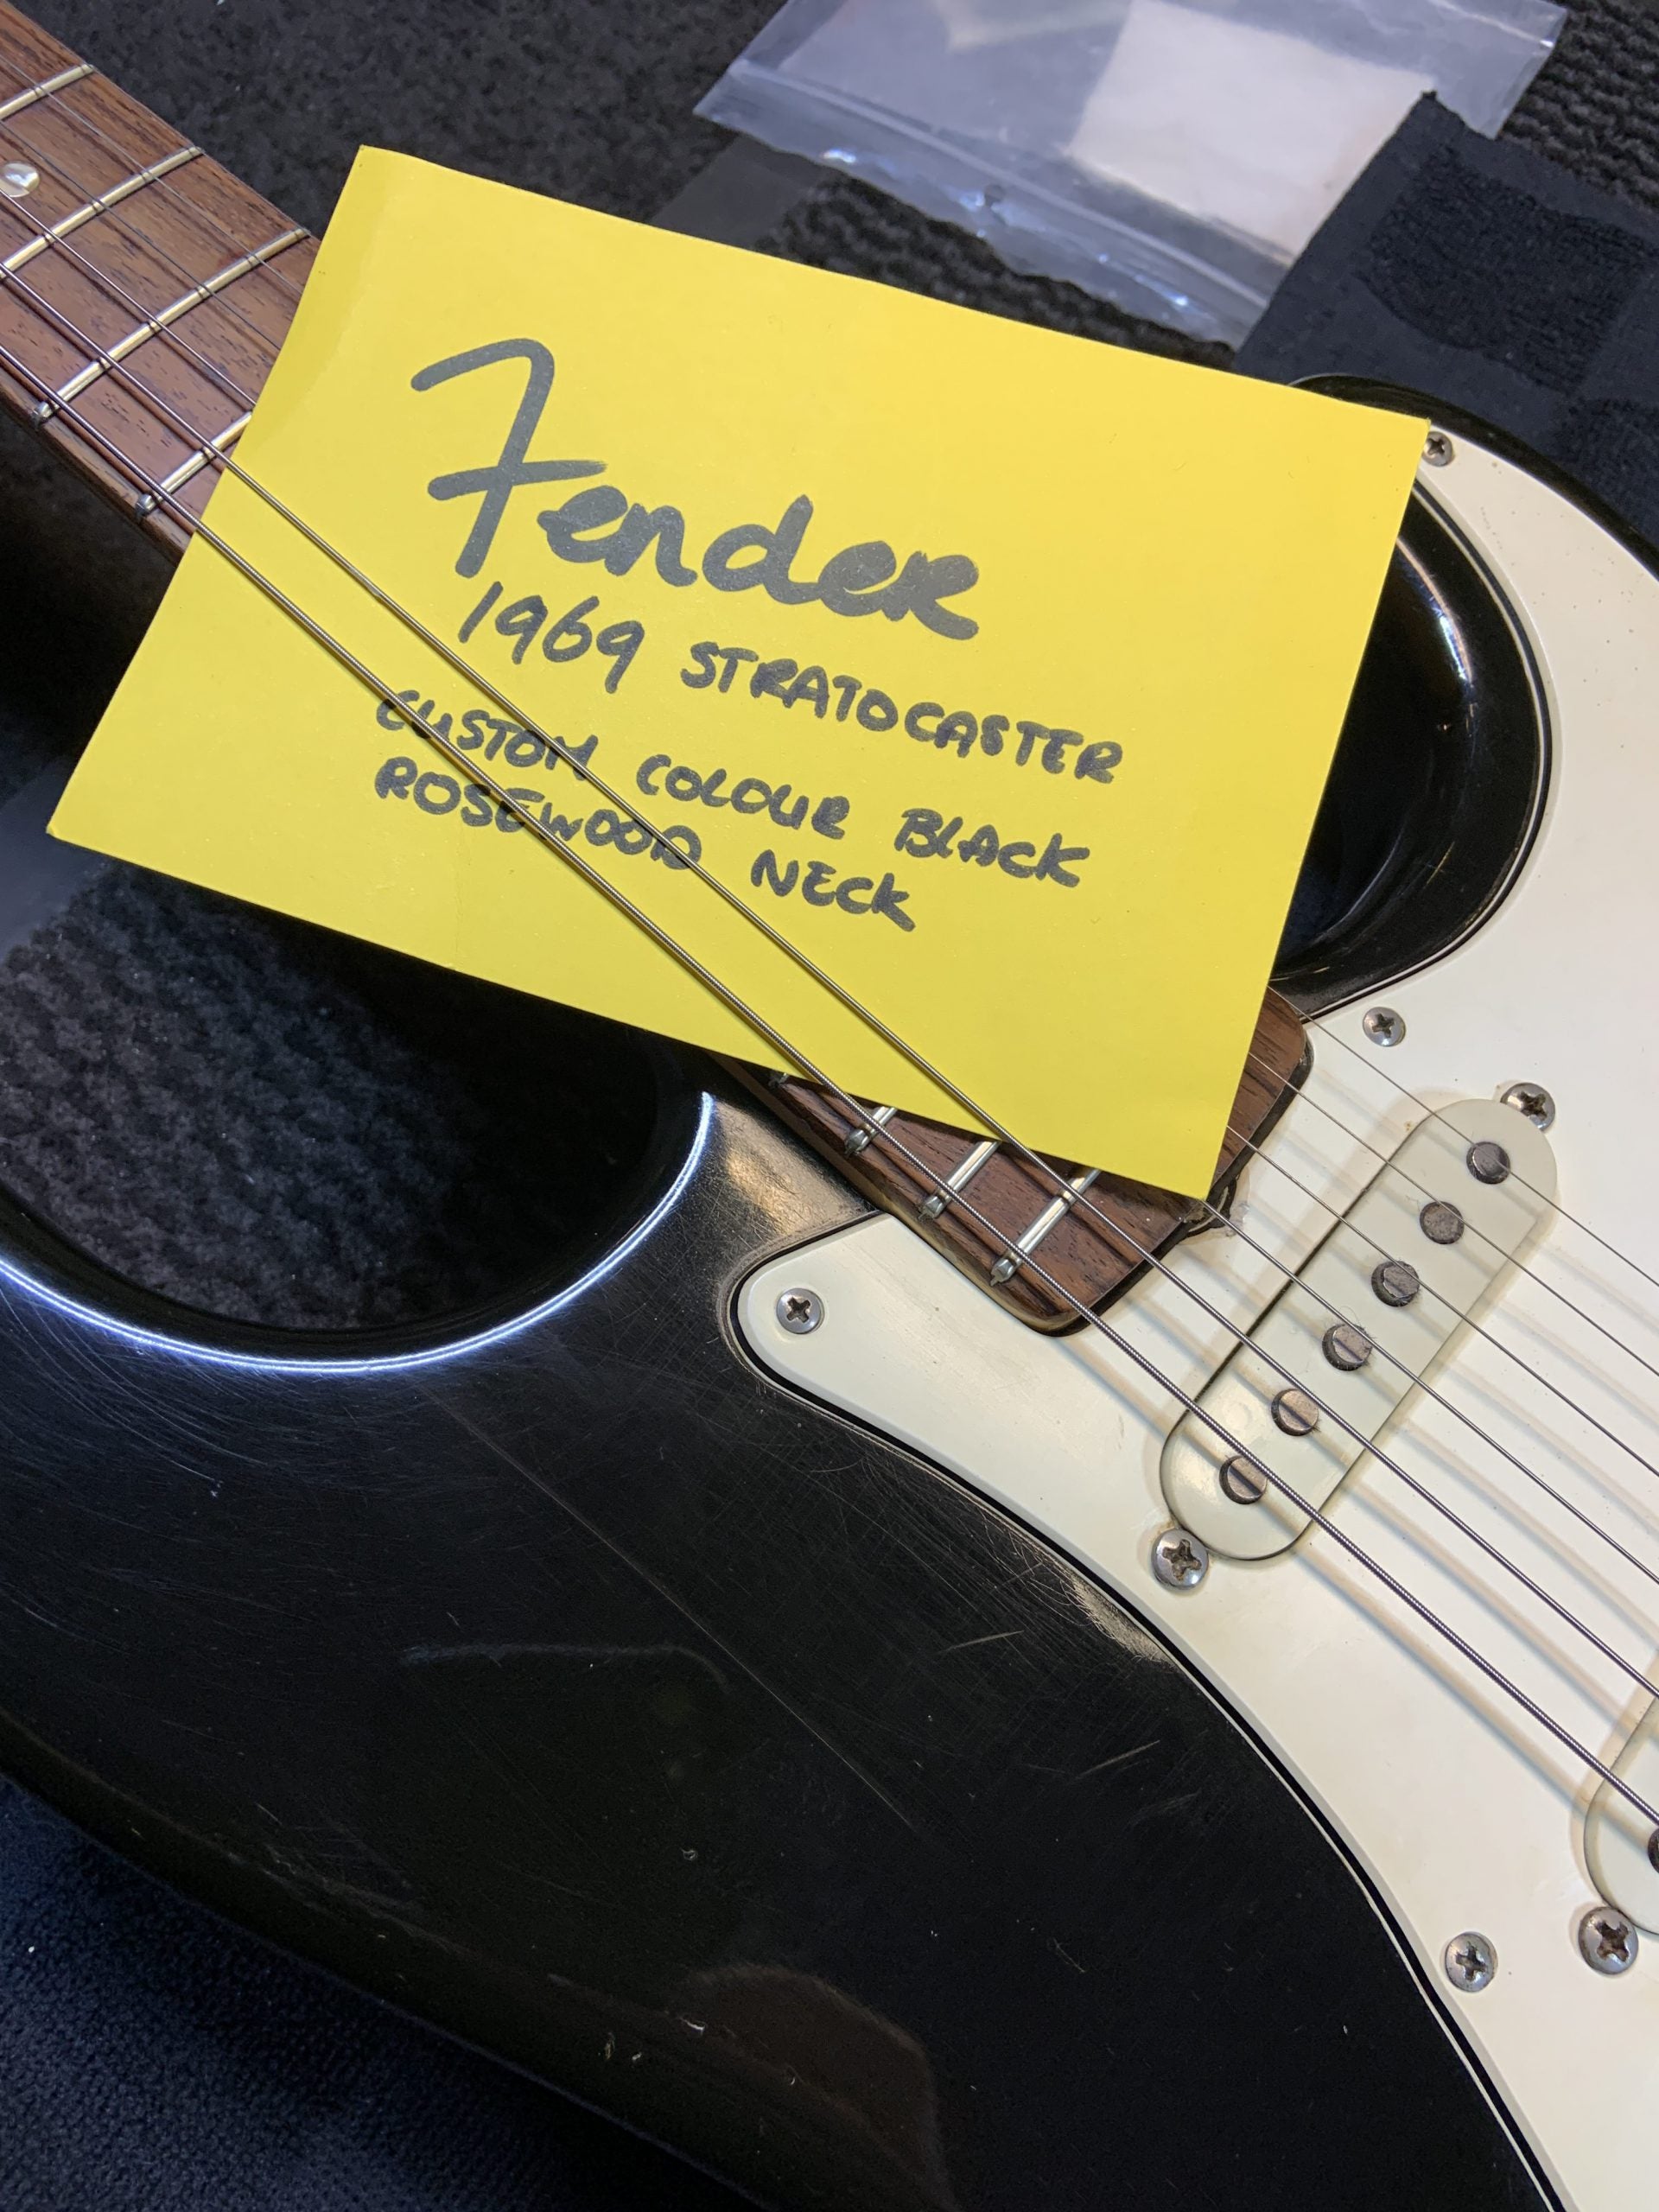 Fender
1969 STRATOCASTER
CUSTOM COLOUR BLACK
ROSEWOOD NECK